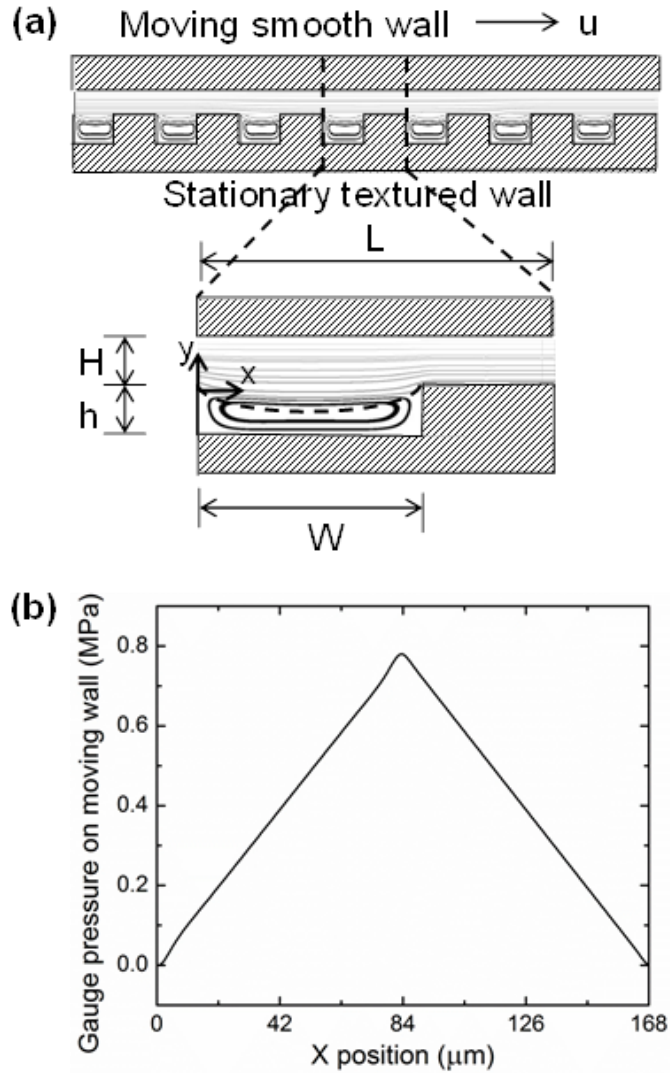 (a) Moving smooth wall u
Stationary textured wall
L
H
y
x
h
W
(b)
Gauge pressure on moving wall (MPa)
0.8
0.6
0.4
0.2
0.0
0 42 84 126 168
X position (μm)